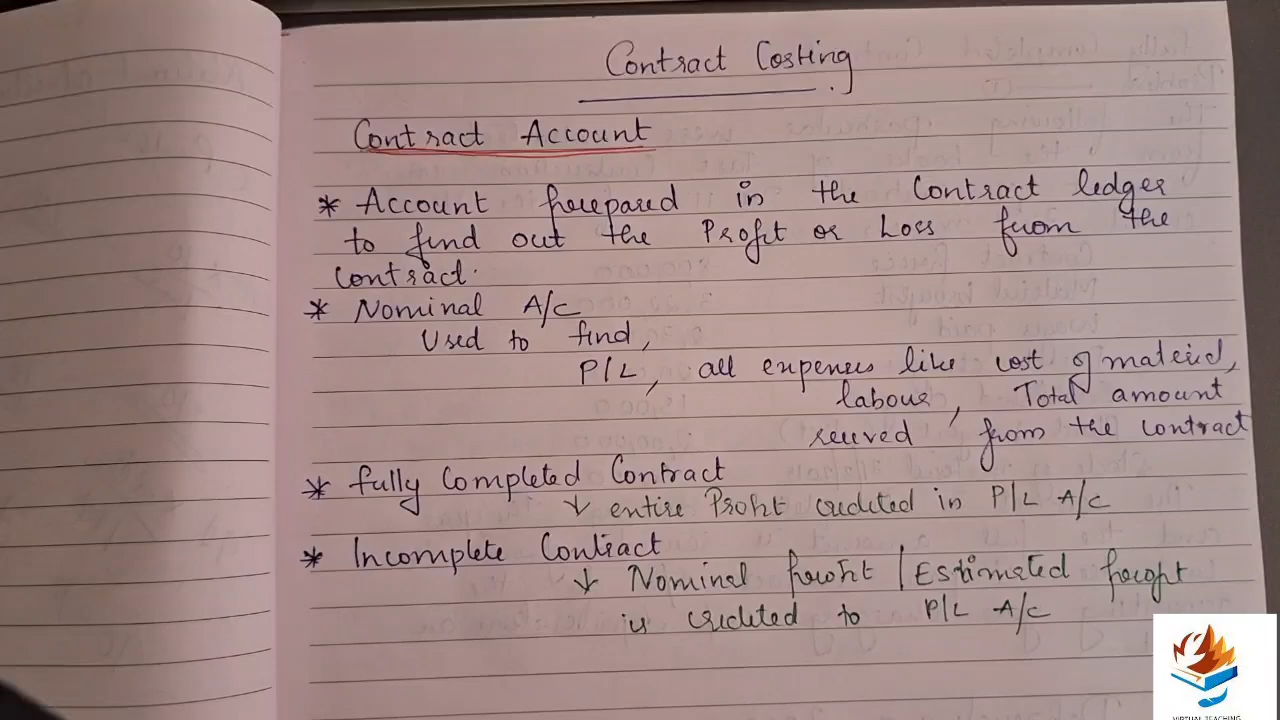 Contract Costing
Contract Account
* Account prepared in the Contract ledger
to find out the Profit or Loss from the
Contract.
* Nominal A/c
Used to find,
P/L, all expenses like cost of material,
labour, Total amount
received from the contract
* fully Completed Contract
↓ entire Profit credited in P/L A/c
* Incomplete Contract
↓ Nominal profit / Estimated profit
is credited to P/L A/c
VIRTUAL TEACHING